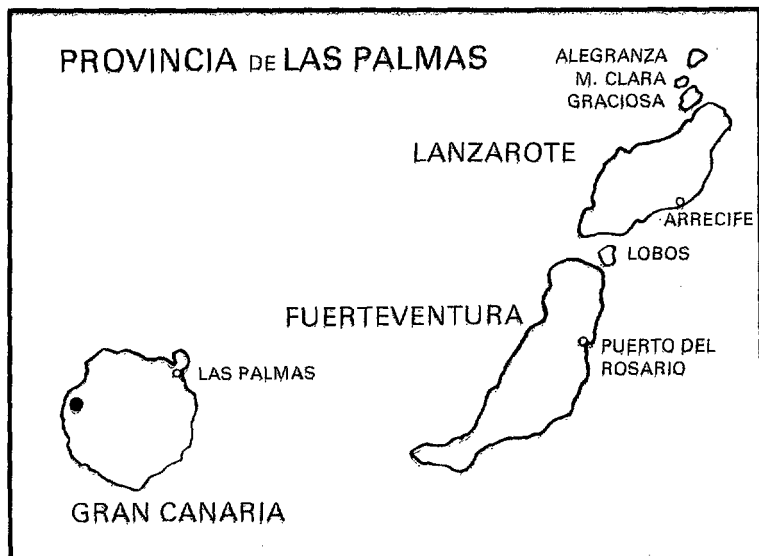 PROVINCIA DE LAS PALMAS
ALEGRANZA
M. CLARA
GRACIOSA
LANZAROTE
ARRECIFE
LOBOS
FUERTEVENTURA
PUERTO DEL
ROSARIO
LAS PALMAS
GRAN CANARIA